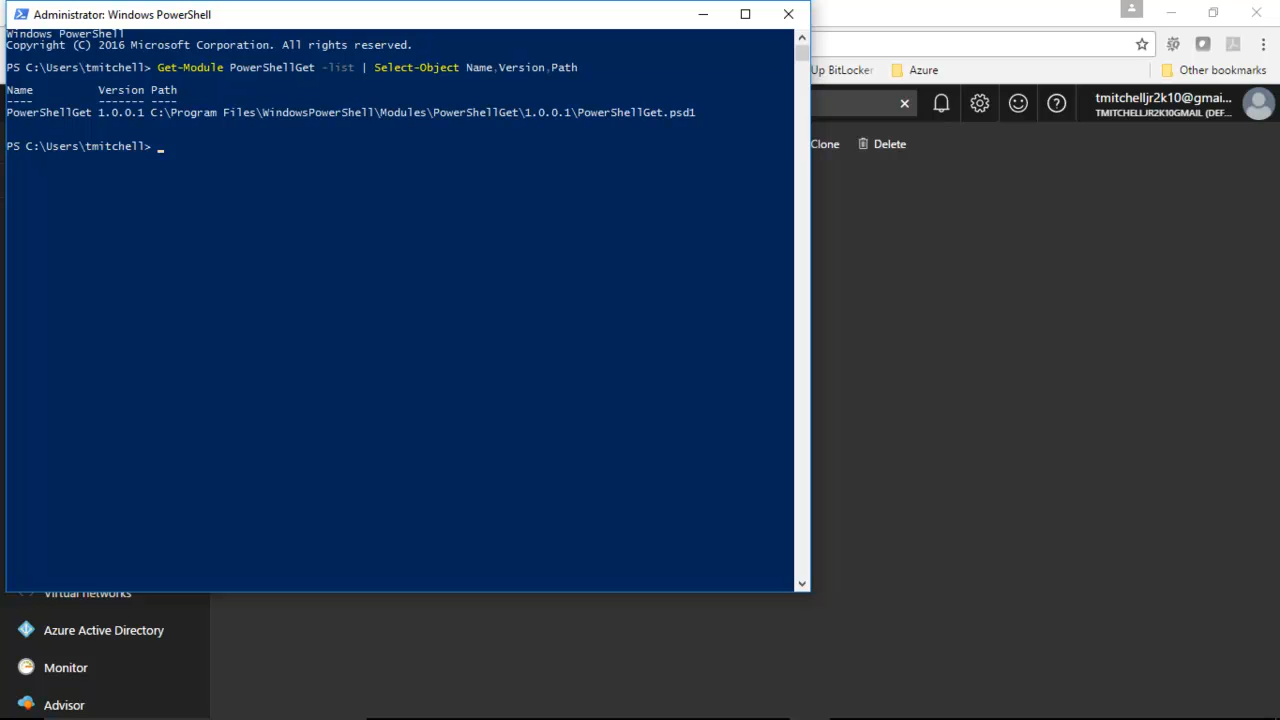 Administrator: Windows PowerShell
Windows PowerShell
Copyright (C) 2016 Microsoft Corporation. All rights reserved.
PS C:\Users\tmitchell> Get-Module PowerShellGet -list | Select-Object Name,Version,Path
Name Version Path
---- ------- ----
PowerShellGet 1.0.0.1 C:\Program Files\WindowsPowerShell\Modules\PowerShellGet\1.0.0.1\PowerShellGet.psd1
PS C:\Users\tmitchell> _
Up BitLocker
Azure
Other bookmarks
tmitchelljr2k10@gmai...
TMITCHELLJR2KGMAIL (DEF...
Clone
Delete
Virtual networks
Azure Active Directory
Monitor
Advisor